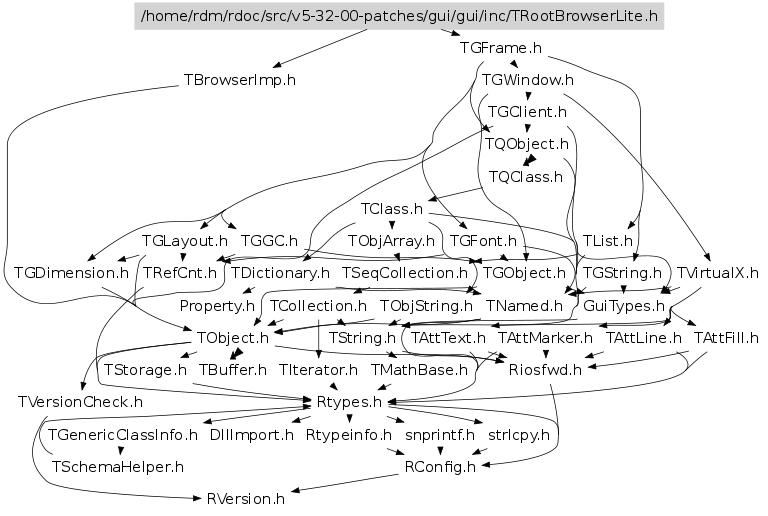 /home/rdm/rdoc/src/v5-32-00-patches/gui/gui/inc/TRootBrowserLite.h
TGFrame.h
TBrowserImp.h TGWindow.h
TGClient.h
TQObject.h
TQClass.h
TClass.h
TGLayout.h TGGC.h TObjArray.h TGFont.h TList.h
TGDimension.h TRefCnt.h TDictionary.h TSeqCollection.h TGObject.h TGString.h TVirtualX.h
Property.h TCollection.h TObjString.h TNamed.h GuiTypes.h
TObject.h TString.h TAttText.h TAttMarker.h TAttLine.h TAttFill.h
TStorage.h TBuffer.h TIterator.h TMathBase.h Riosfwd.h
TVersionCheck.h Rtypes.h
TGenericClassInfo.h DllImport.h Rtypeinfo.h snprintf.h strlcpy.h
TSchemaHelper.h RConfig.h
RVersion.h